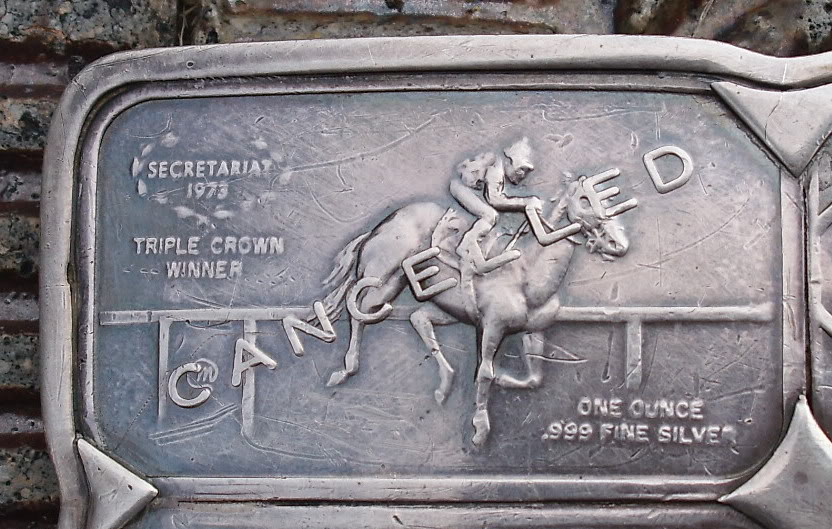 SECRETARIAT
1973
TRIPLE CROWN
WINNER
CANCELLED
ONE OUNCE
.999 FINE SILVER